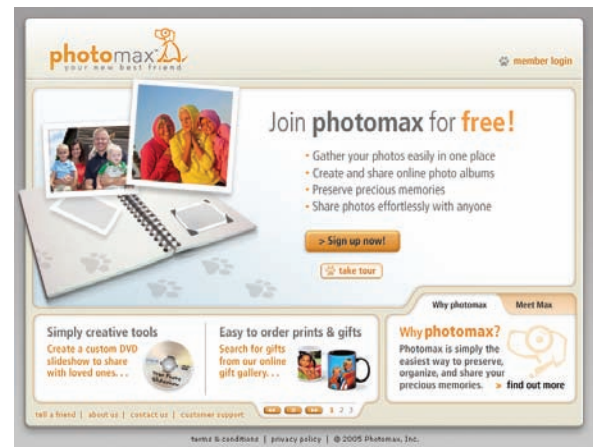 photomax
your new best friend
member login
Join photomax for free!
• Gather your photos easily in one place
• Create and share online photo albums
• Preserve precious memories
• Share photos effortlessly with anyone
> Sign up now!
take tour
Why photomax? Meet Max
Simply creative tools
Create a custom DVD
slideshow to share
with loved ones. . .
Easy to order prints & gifts
Search for gifts
from our online
gift gallery. . .
Why photomax?
Photomax is simply the
easiest way to preserve,
organize, and share your
precious memories. » find out more
1 2 3
tell a friend | about us | contact us | customer support
terms & conditions | privacy policy | © 2005 Photomax, Inc.